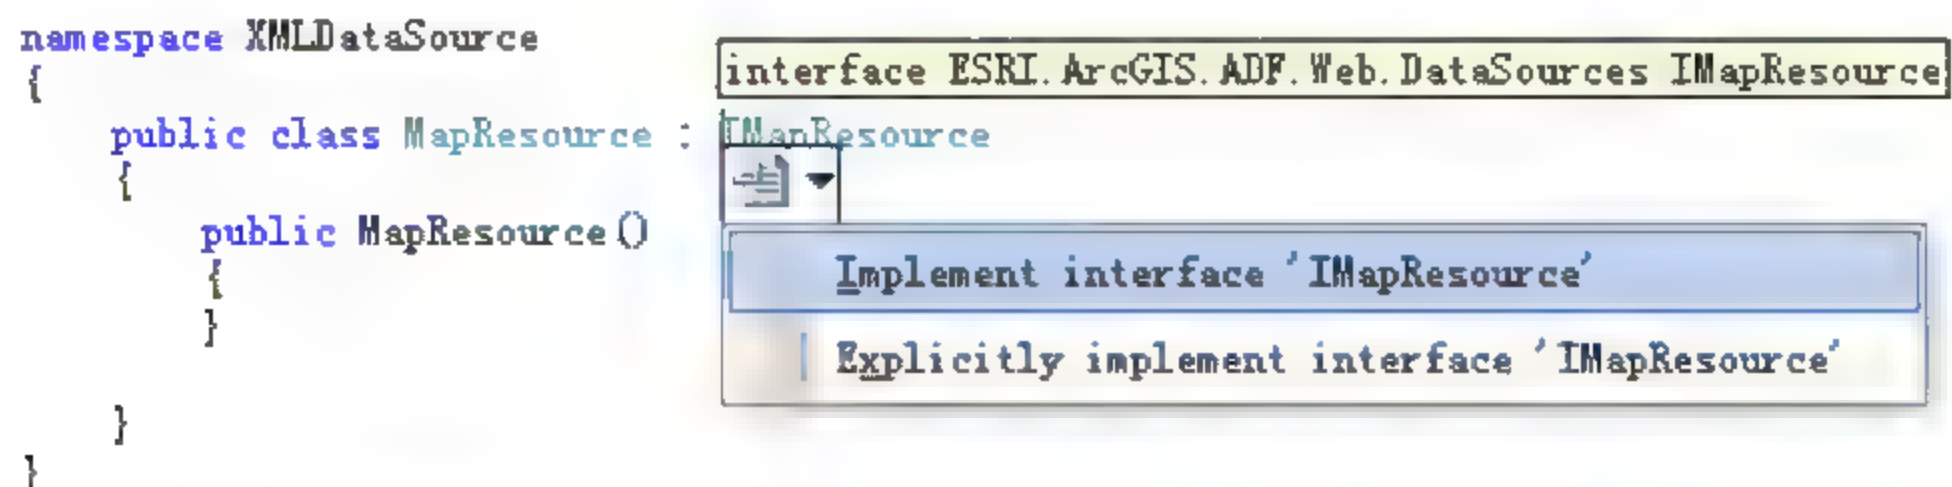 namespace XMLDataSource
{
interface ESRI.ArcGIS.ADF.Web.DataSources IMapResource
public class MapResource : IMapResource
{
public MapResource()
{
Implement interface 'IMapResource'
}
Explicitly implement interface 'IMapResource'
}
}